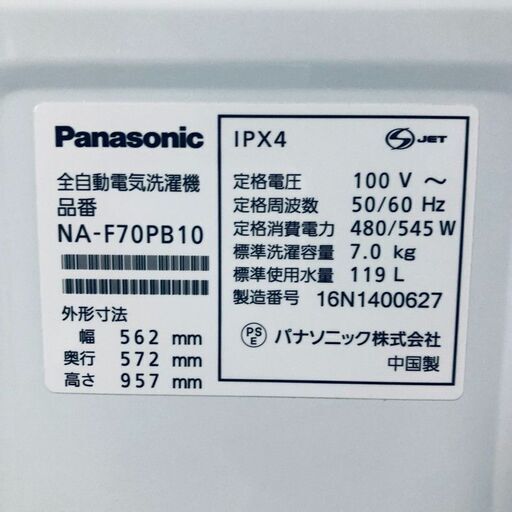 Panasonic
全自動電気洗濯機
品番
NA-F70PB10
外形寸法
幅 562 mm
奥行 572 mm
高さ 957 mm
IPX4
S JET
定格電圧 100 V ～
定格周波数 50/60 Hz
定格消費電力 480/545 W
標準洗濯容量 7.0 kg
標準使用水量 119 L
製造番号 16N1400627
PS E パナソニック株式会社
中国製